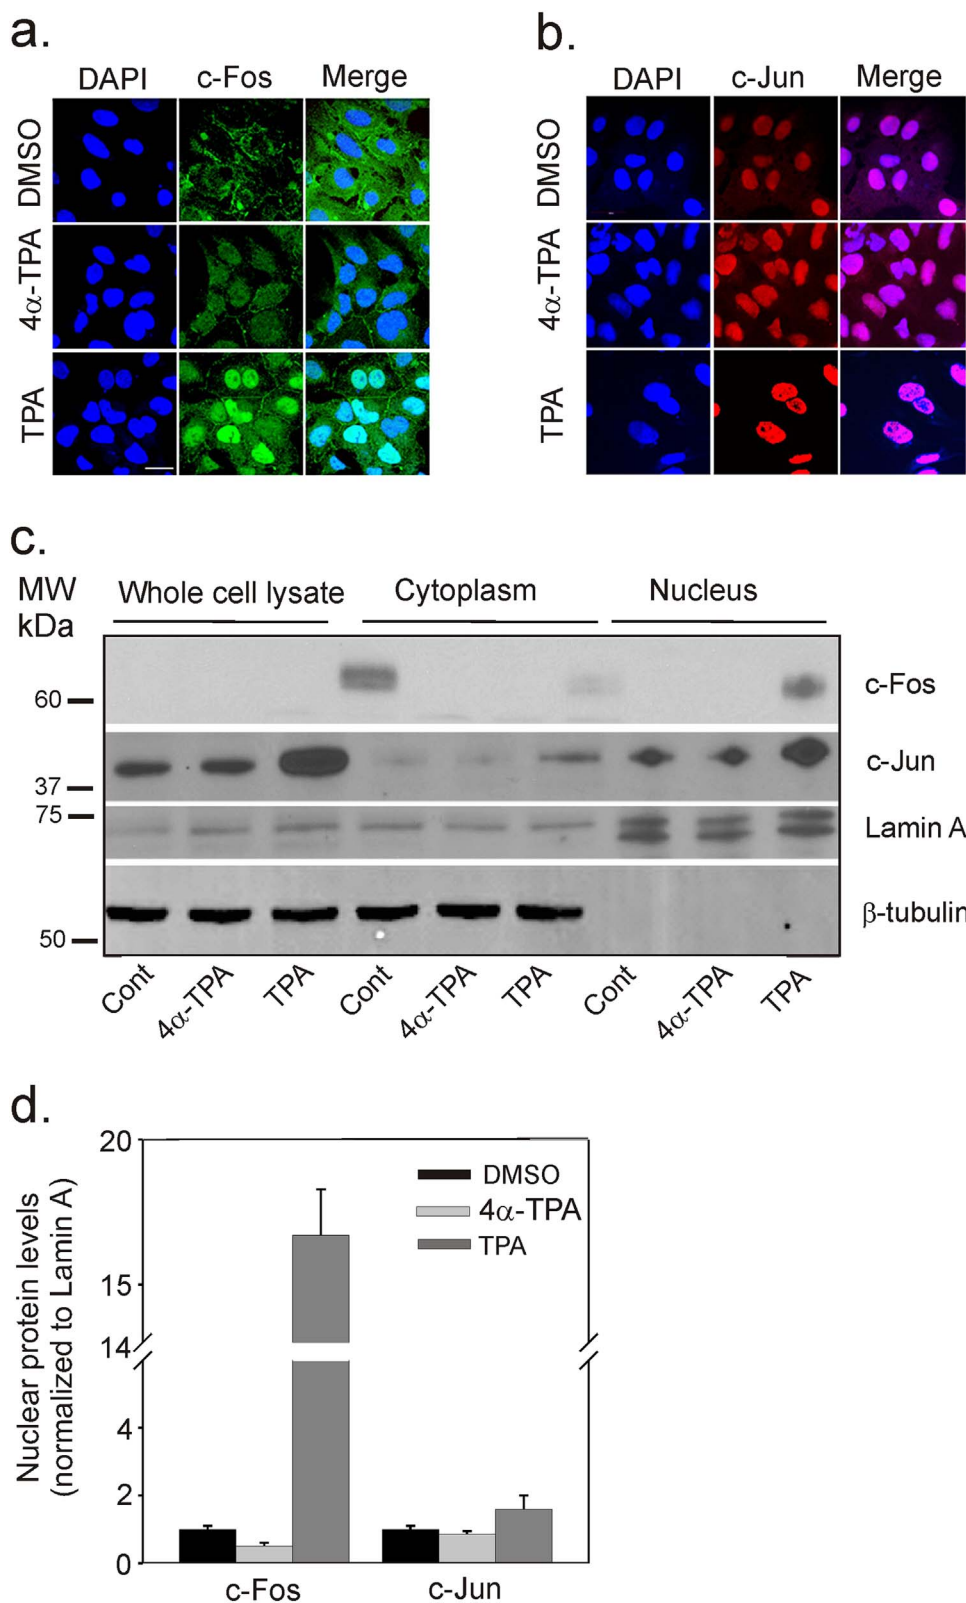 a.
DAPI c-Fos Merge
DMSO
4α-TPA
TPA
b.
DAPI c-Jun Merge
DMSO
4α-TPA
TPA
c.
MW
kDa
Whole cell lysate Cytoplasm Nucleus
60
c-Fos
37
c-Jun
75
Lamin A
50
β-tubulin
Cont 4α-TPA TPA Cont 4α-TPA TPA Cont 4α-TPA TPA
d.
Nuclear protein levels
(normalized to Lamin A)
20
15
14
4
2
0
DMSO
4α-TPA
TPA
c-Fos c-Jun